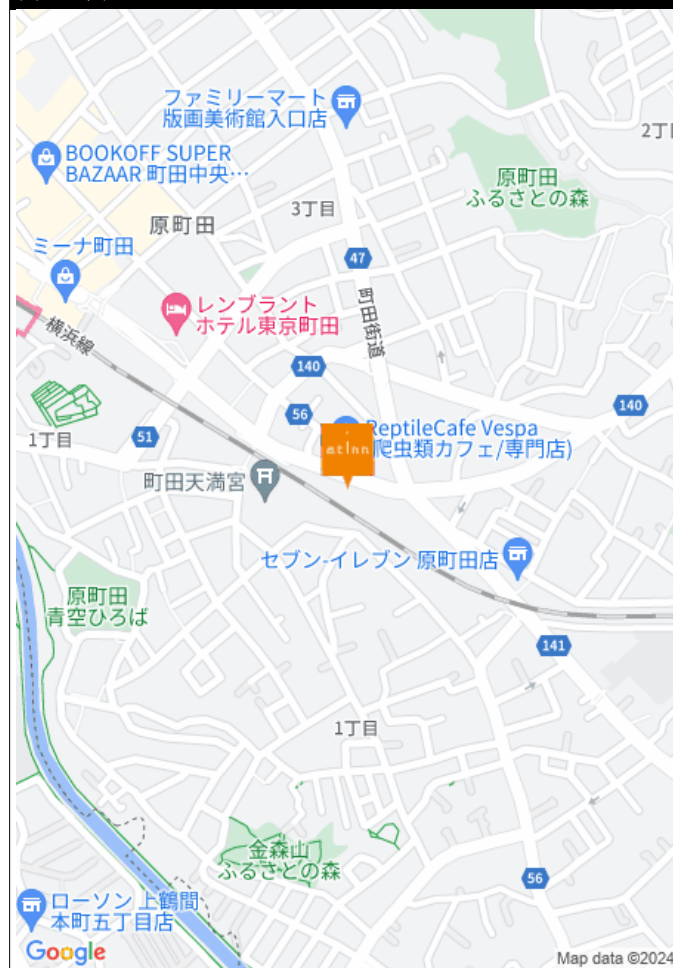 ファミリーマート
版画美術館入口店
2丁目
BOOKOFF SUPER
BAZAAR 町田中央…
原町田
ふるさとの森
3丁目
原町田
ミーナ町田
47
レンブラント
ホテル東京町田
町田街道
横浜線
140
140
56
ReptileCafe Vespa
爬虫類カフェ/専門店)
at inn
1丁目
51
町田天満宮
セブン-イレブン 原町田店
原町田
青空ひろば
141
1丁目
金森山
ふるさとの森
56
ローソン 上鶴間
本町五丁目店
Google
Map data ©2024